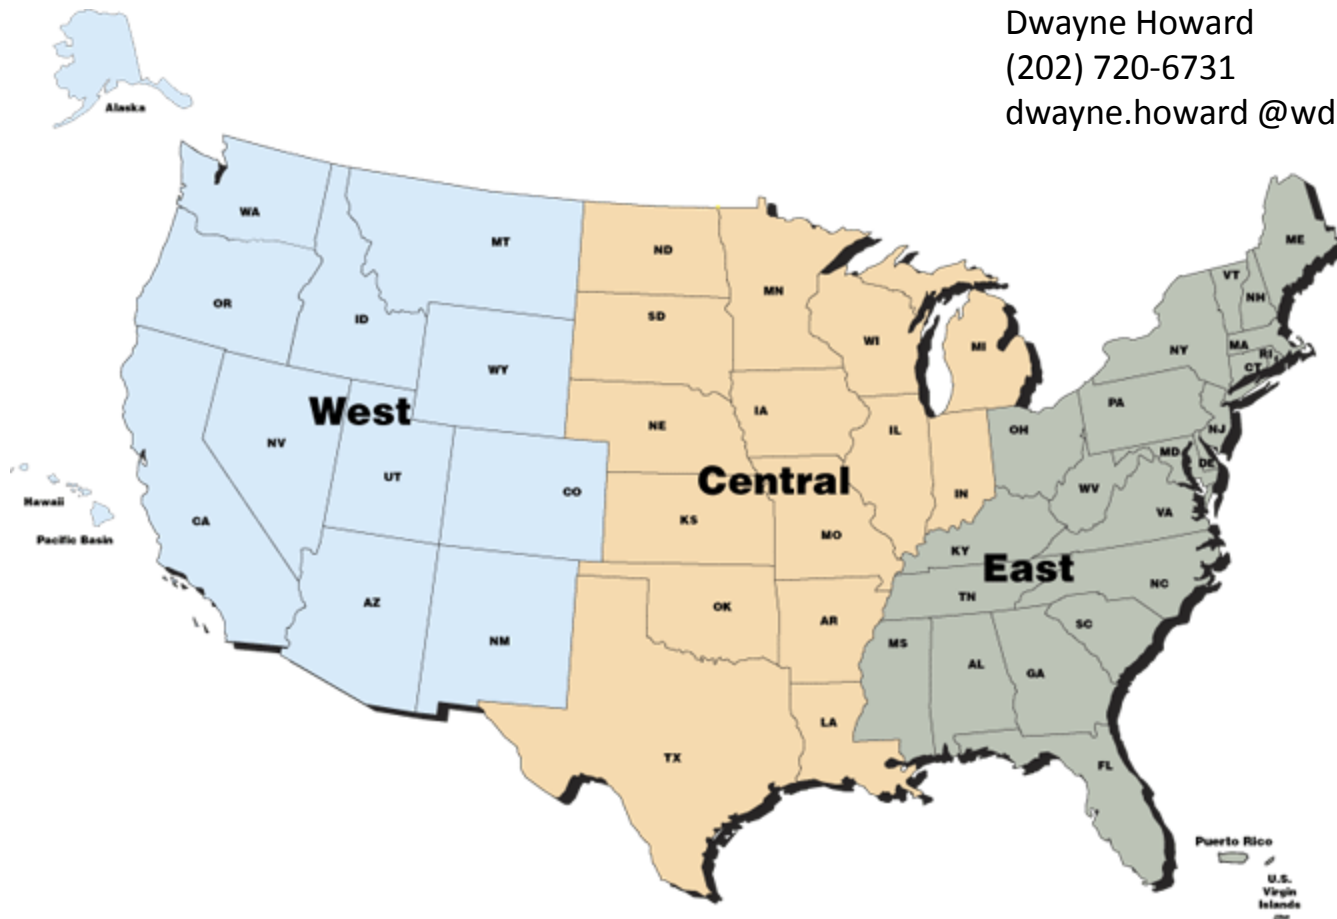 Dwayne Howard
(202) 720-6731
dwayne.howard @wd
Alaska
WA
MT
ND
MN
ME
VT
NH
OR
ID
SD
WI
MI
NY
MA
RI
CT
WY
West
NE
IA
IL
OH
PA
NJ
NV
UT
CO
Central
IN
WV
MD
DE
Hawaii
Pacific Basin
CA
KS
MO
KY
East
VA
AZ
NM
OK
AR
TN
NC
MS
AL
GA
SC
TX
LA
FL
Puerto Rico
U.S.
Virgin
Islands